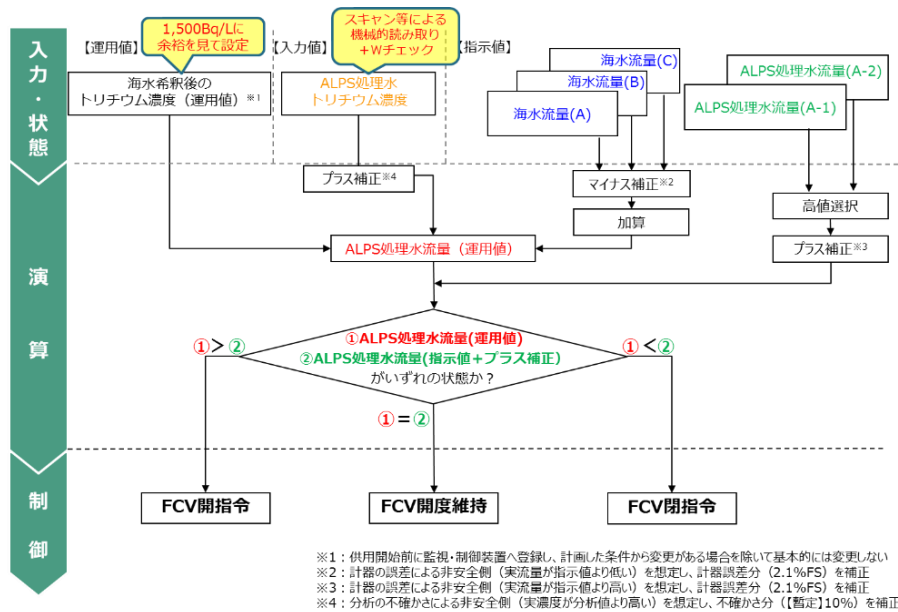 入力・状態
演算
制御
【運用値】
1,500Bq/Lに
余裕を見て設定
【入力値】
スキャン等による
機械的読み取り
+Wチェック
【指示値】
海水希釈後の
トリチウム濃度（運用値）※1
ALPS処理水
トリチウム濃度
海水流量(C)
海水流量(B)
海水流量(A)
ALPS処理水流量(A-2)
ALPS処理水流量(A-1)
プラス補正※4
マイナス補正※2
加算
高値選択
プラス補正※3
ALPS処理水流量（運用値）
①ALPS処理水流量(運用値)
②ALPS処理水流量(指示値+プラス補正）
がいずれの状態か？
①＞②
①＜②
①＝②
FCV開指令
FCV開度維持
FCV閉指令
※1：供用開始前に監視・制御装置へ登録し、計画した条件から変更がある場合を除いて基本的には変更しない
※2：計器の誤差による非安全側（実流量が指示値より低い）を想定し、計器誤差分（2.1%FS）を補正
※3：計器の誤差による非安全側（実流量が指示値より高い）を想定し、計器誤差分（2.1%FS）を補正
※4：分析の不確かさによる非安全側（実濃度が分析値より高い）を想定し、不確かさ分（【暫定】10%）を補正